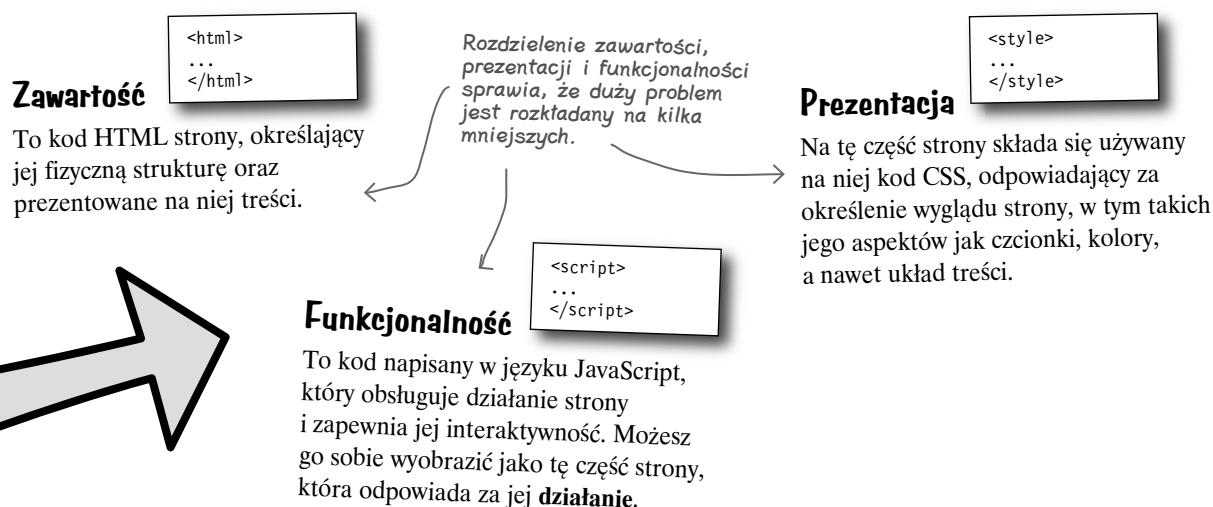 <html>
...
</html>
Zawartość
To kod HTML strony, określający
jej fizyczną strukturę oraz
prezentowane na niej treści.
Rozdzielenie zawartości,
prezentacji i funkcjonalności
sprawia, że duży problem
jest rozkładany na kilka
mniejszych.
<style>
...
</style>
Prezentacja
Na tę część strony składa się używany
na niej kod CSS, odpowiadający za
określenie wyglądu strony, w tym takich
jego aspektów jak czcionki, kolory,
a nawet układ treści.
<script>
...
</script>
Funkcjonalność
To kod napisany w języku JavaScript,
który obsługuje działanie strony
i zapewnia jej interaktywność. Możesz
go sobie wyobrazić jako tę część strony,
która odpowiada za jej działanie.